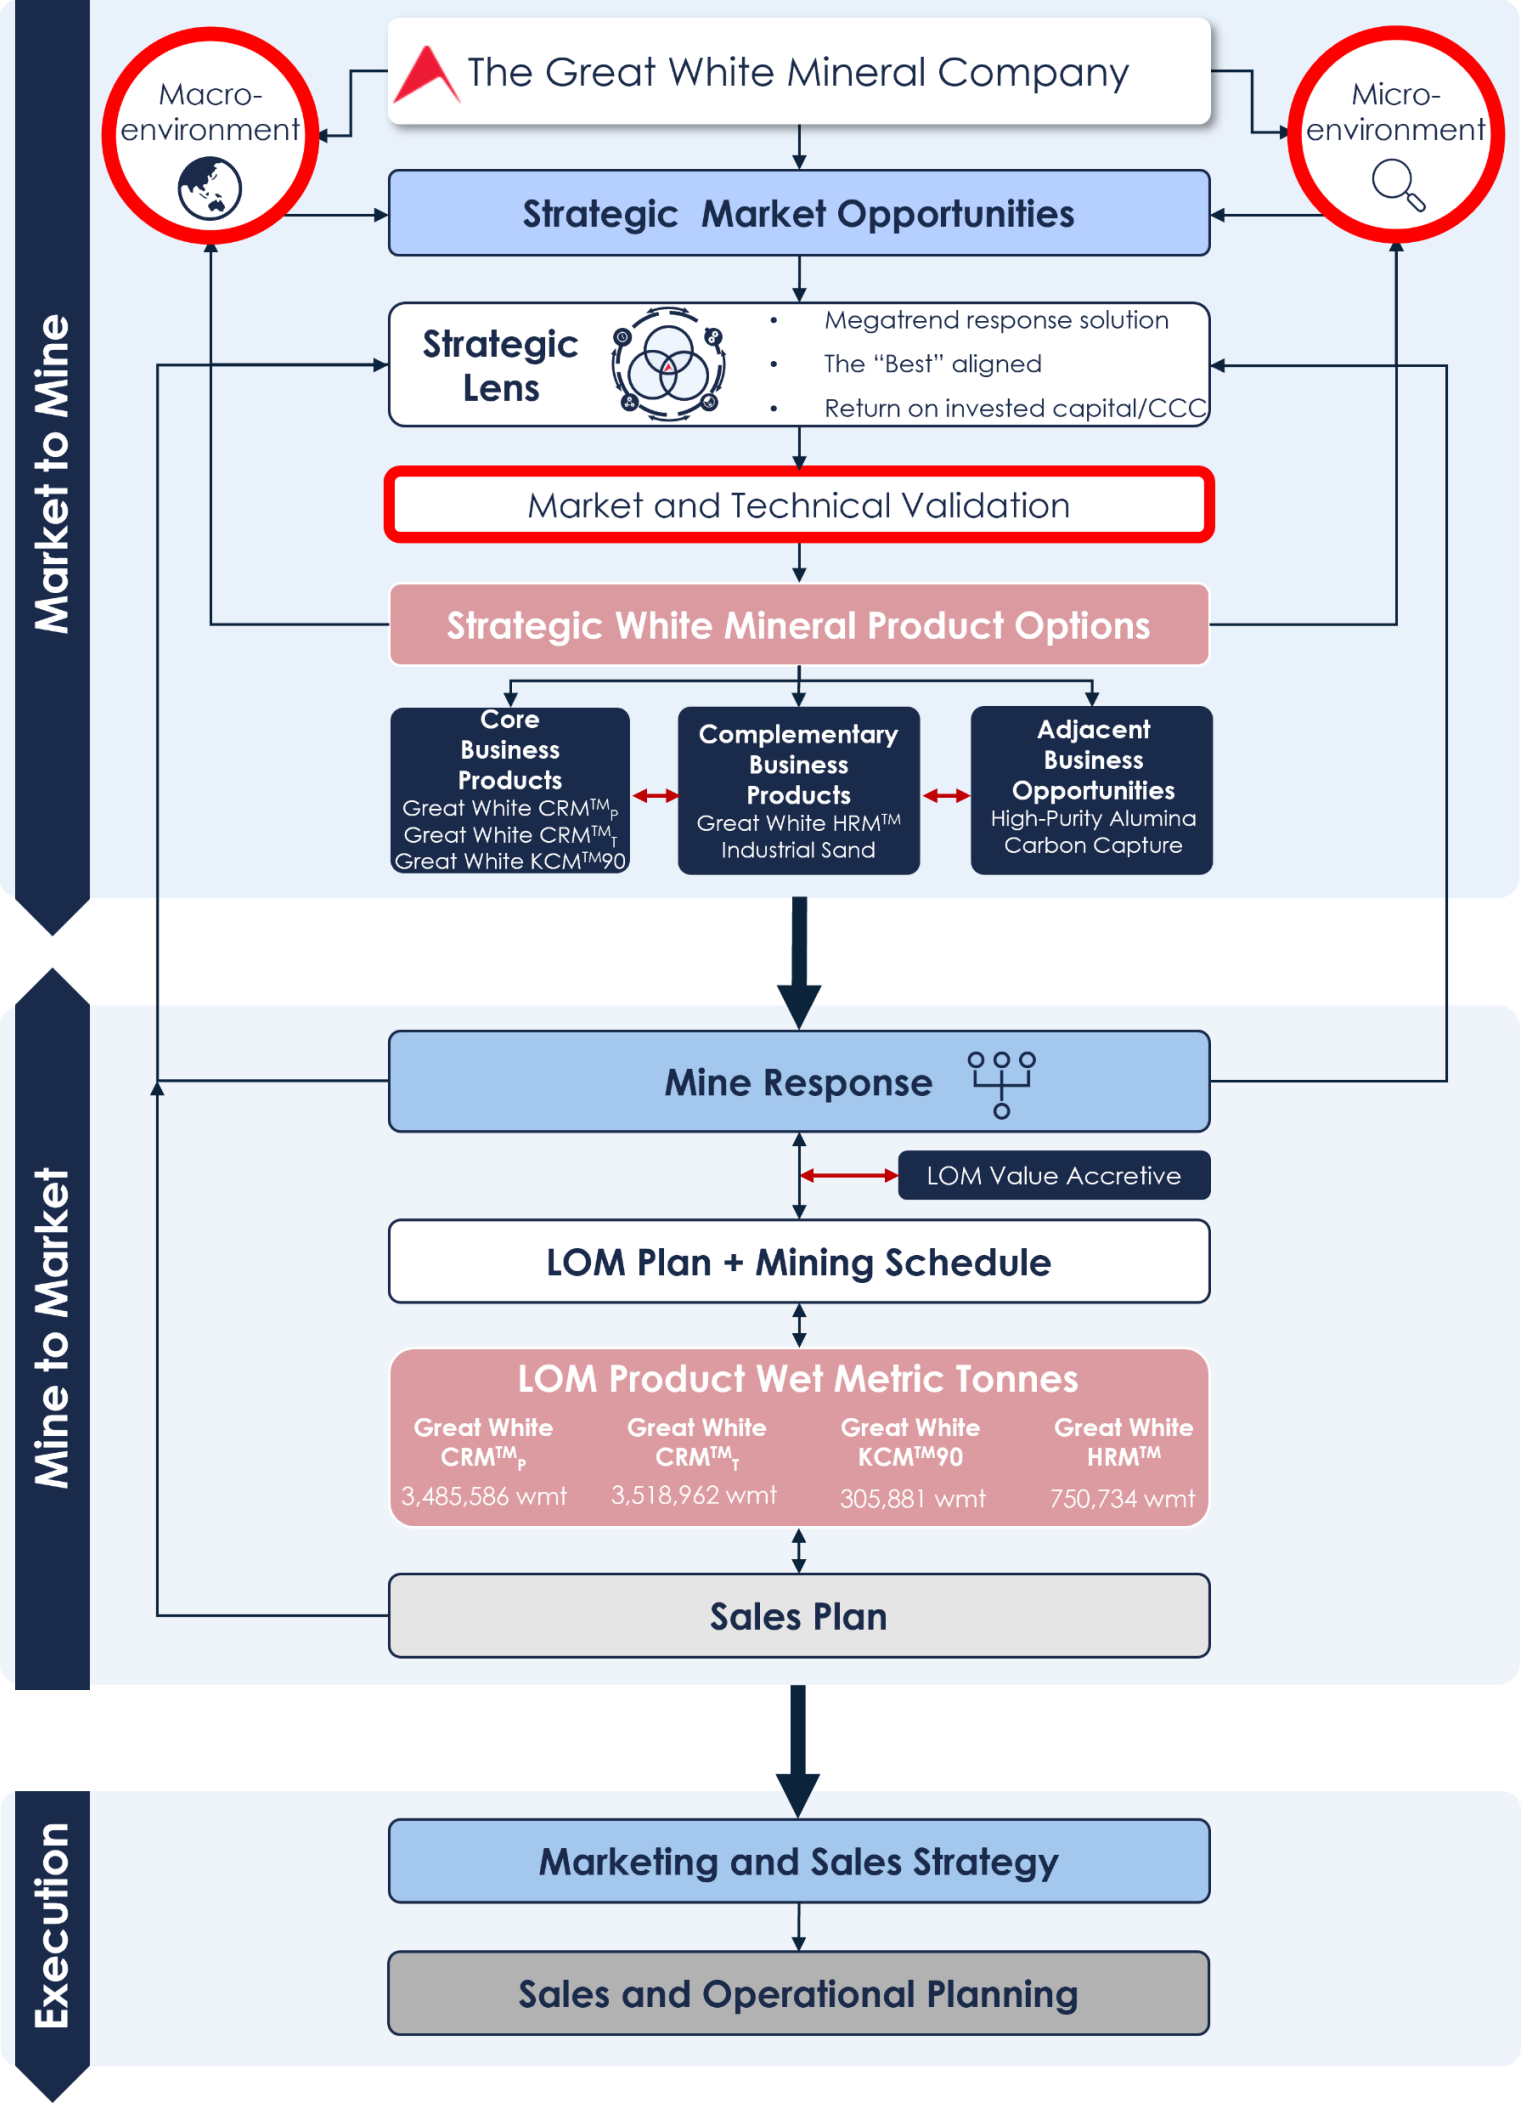 The Great White Mineral Company
Macro-
environment
Micro-
environment
Strategic Market Opportunities
Strategic
Lens
• Megatrend response solution
• The “Best” aligned
• Return on invested capital/CCC
Market and Technical Validation
Strategic White Mineral Product Options
Core
Business
Products
Great White CRM™P
Great White CRM™T
Great White KCM™90
Complementary
Business
Products
Great White HRM™
Industrial Sand
Adjacent
Business
Opportunities
High-Purity Alumina
Carbon Capture
Market to Mine
Mine Response
LOM Value Accretive
LOM Plan + Mining Schedule
LOM Product Wet Metric Tonnes
Great White
CRM™P
3,485,586 wmt
Great White
CRM™T
3,518,962 wmt
Great White
KCM™90
305,881 wmt
Great White
HRM™
750,734 wmt
Sales Plan
Mine to Market
Marketing and Sales Strategy
Sales and Operational Planning
Execution